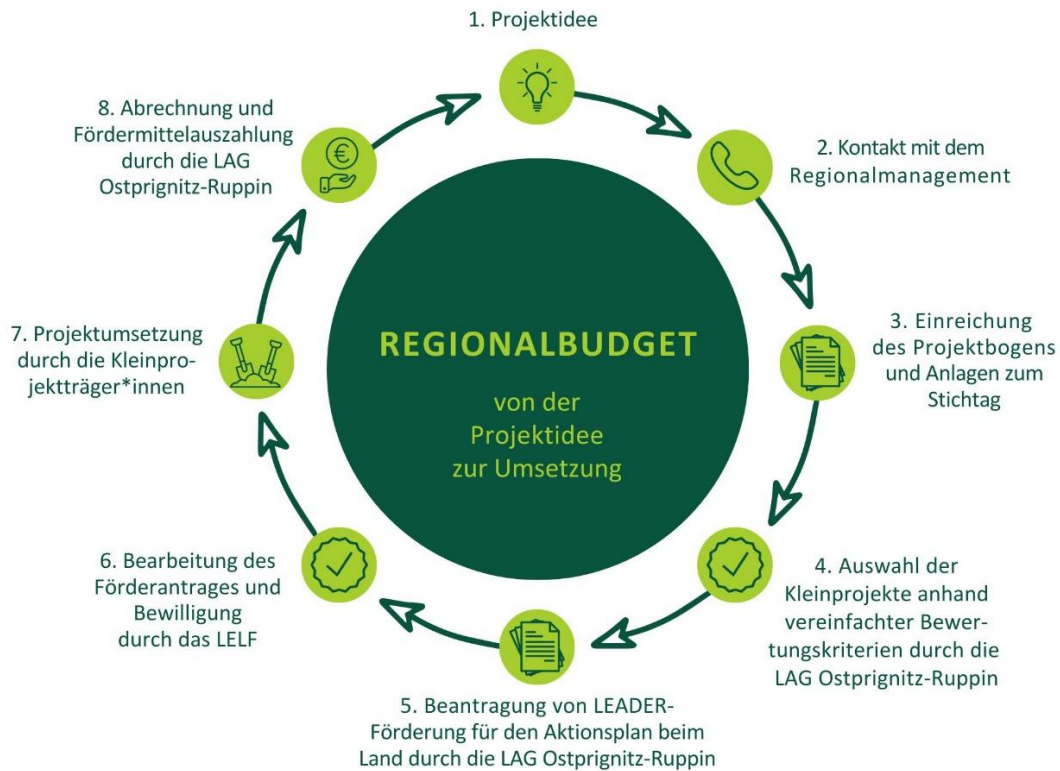 1. Projektidee
2. Kontakt mit dem
Regionalmanagement
3. Einreichung
des Projektbogens
und Anlagen zum
Stichtag
4. Auswahl der
Kleinprojekte anhand
vereinfachter Bewer-
tungskriterien durch die
LAG Ostprignitz-Ruppin
5. Beantragung von LEADER-
Förderung für den Aktionsplan beim
Land durch die LAG Ostprignitz-Ruppin
6. Bearbeitung des
Förderantrages und
Bewilligung
durch das LELF
7. Projektumsetzung
durch die Kleinpro-
jektträger*innen
8. Abrechnung und
Fördermittelauszahlung
durch die LAG
Ostprignitz-Ruppin
€
REGIONALBUDGET
von der
Projektidee
zur Umsetzung